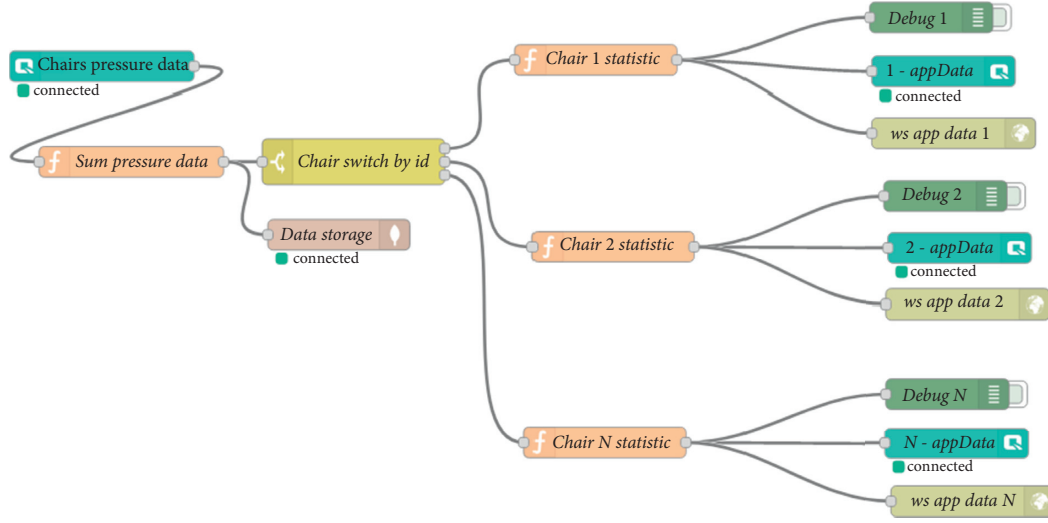 Chairs pressure data
connected
Sum pressure data
Chair switch by id
Data storage
connected
Chair 1 statistic
Debug 1
1 - appData
connected
ws app data 1
Chair 2 statistic
Debug 2
2 - appData
connected
ws app data 2
Chair N statistic
Debug N
N - appData
connected
ws app data N